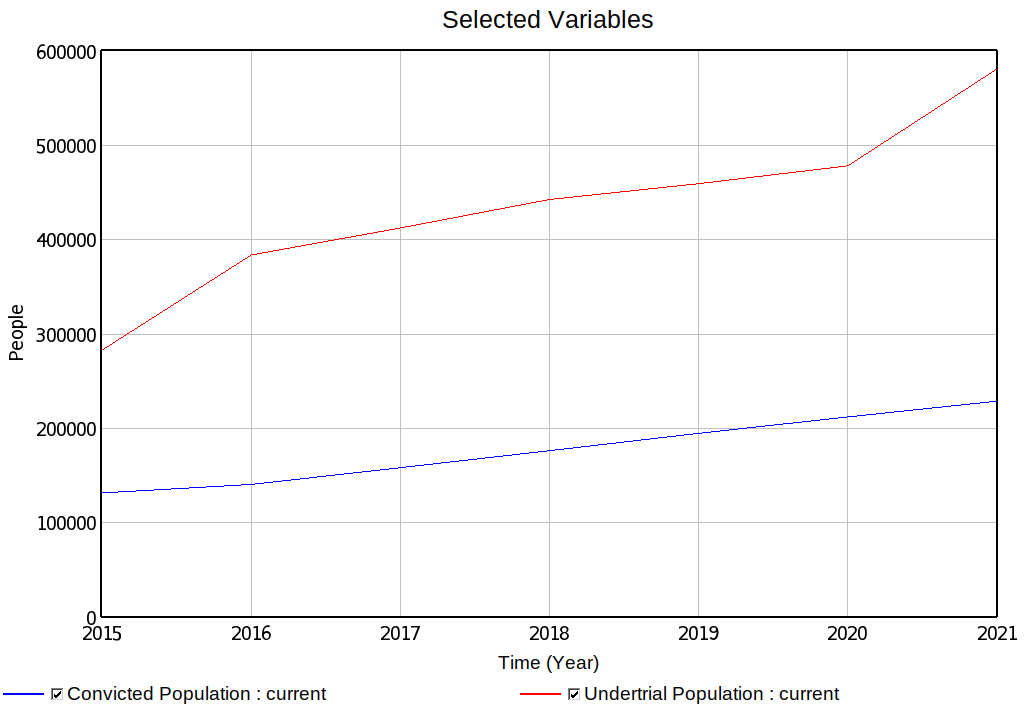 Selected Variables
600000
500000
400000
300000
200000
100000
0
People
2015 2016 2017 2018 2019 2020 2021
Time (Year)
Convicted Population : current Undertrial Population : current